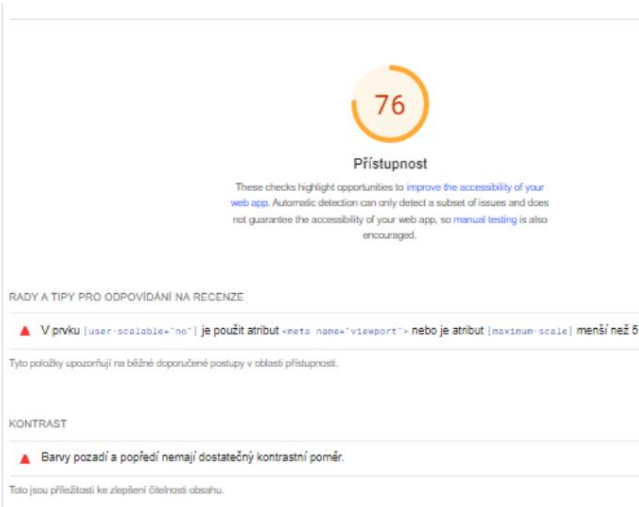 76
Přístupnost
These checks highlight opportunities to improve the accessibility of your
web app. Automatic detection can only detect a subset of issues and does
not guarantee the accessibility of your web app, so manual testing is also
encouraged.
RADY A TIPY PRO ODPOVÍDÁNÍ NA RECENZE
V prvku [user-scalable="no"] je použit atribut <meta name="viewport"> nebo je atribut [maximum-scale] menší než 5
Tyto položky upozorňují na běžné doporučené postupy v oblasti přístupnosti.
KONTRAST
Barvy pozadí a popředí nemají dostatečný kontrastní poměr.
Toto jsou příležitosti ke zlepšení čitelnosti obsahu.